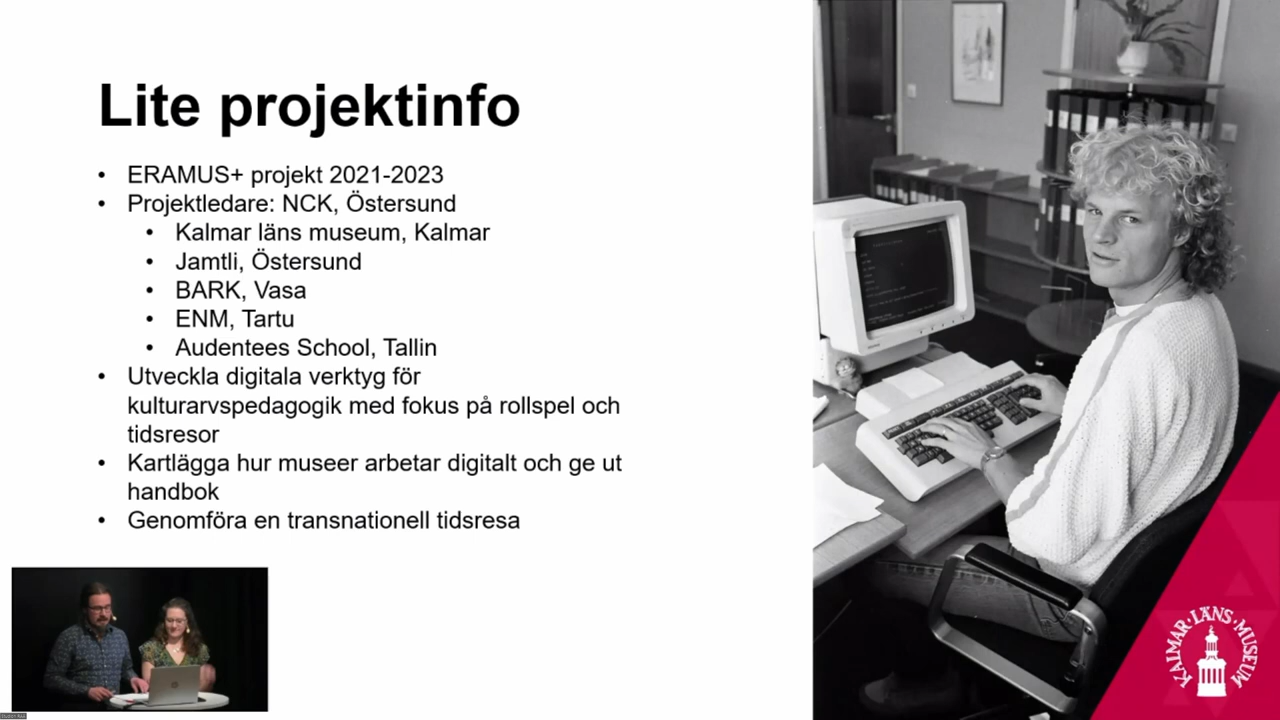 Lite projektinfo
• ERAMUS+ projekt 2021-2023
• Projektledare: NCK, Östersund
• Kalmar läns museum, Kalmar
• Jamtli, Östersund
• BARK, Vasa
• ENM, Tartu
• Audentees School, Tallin
• Utveckla digitala verktyg för
kulturarvspedagogik med fokus på rollspel och
tidsresor
• Kartlägga hur museer arbetar digitalt och ge ut
handbok
• Genomföra en transnationell tidsresa
KALMAR·LÄNS·MUSEUM